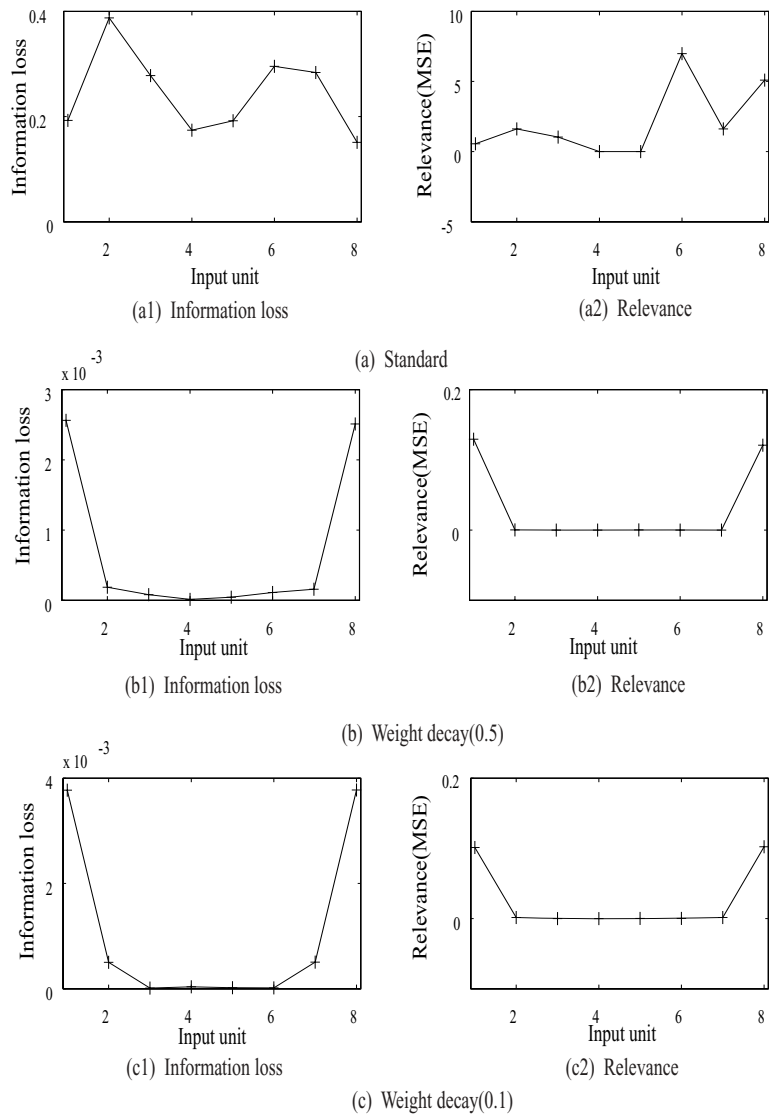 0.4
0.2
0
Information loss
2 4 6 8
Input unit
(a1) Information loss
10
5
0
-5
Relevance(MSE)
2 4 6 8
Input unit
(a2) Relevance
(a) Standard
x 10 -3
3
2
1
0
Information loss
2 4 6 8
Input unit
(b1) Information loss
0.2
0
Relevance(MSE)
2 4 6 8
Input unit
(b2) Relevance
(b) Weight decay(0.5)
x 10 -3
4
2
0
Information loss
2 4 6 8
Input unit
(c1) Information loss
0.2
0
Relevance(MSE)
2 4 6 8
Input unit
(c2) Relevance
(c) Weight decay(0.1)